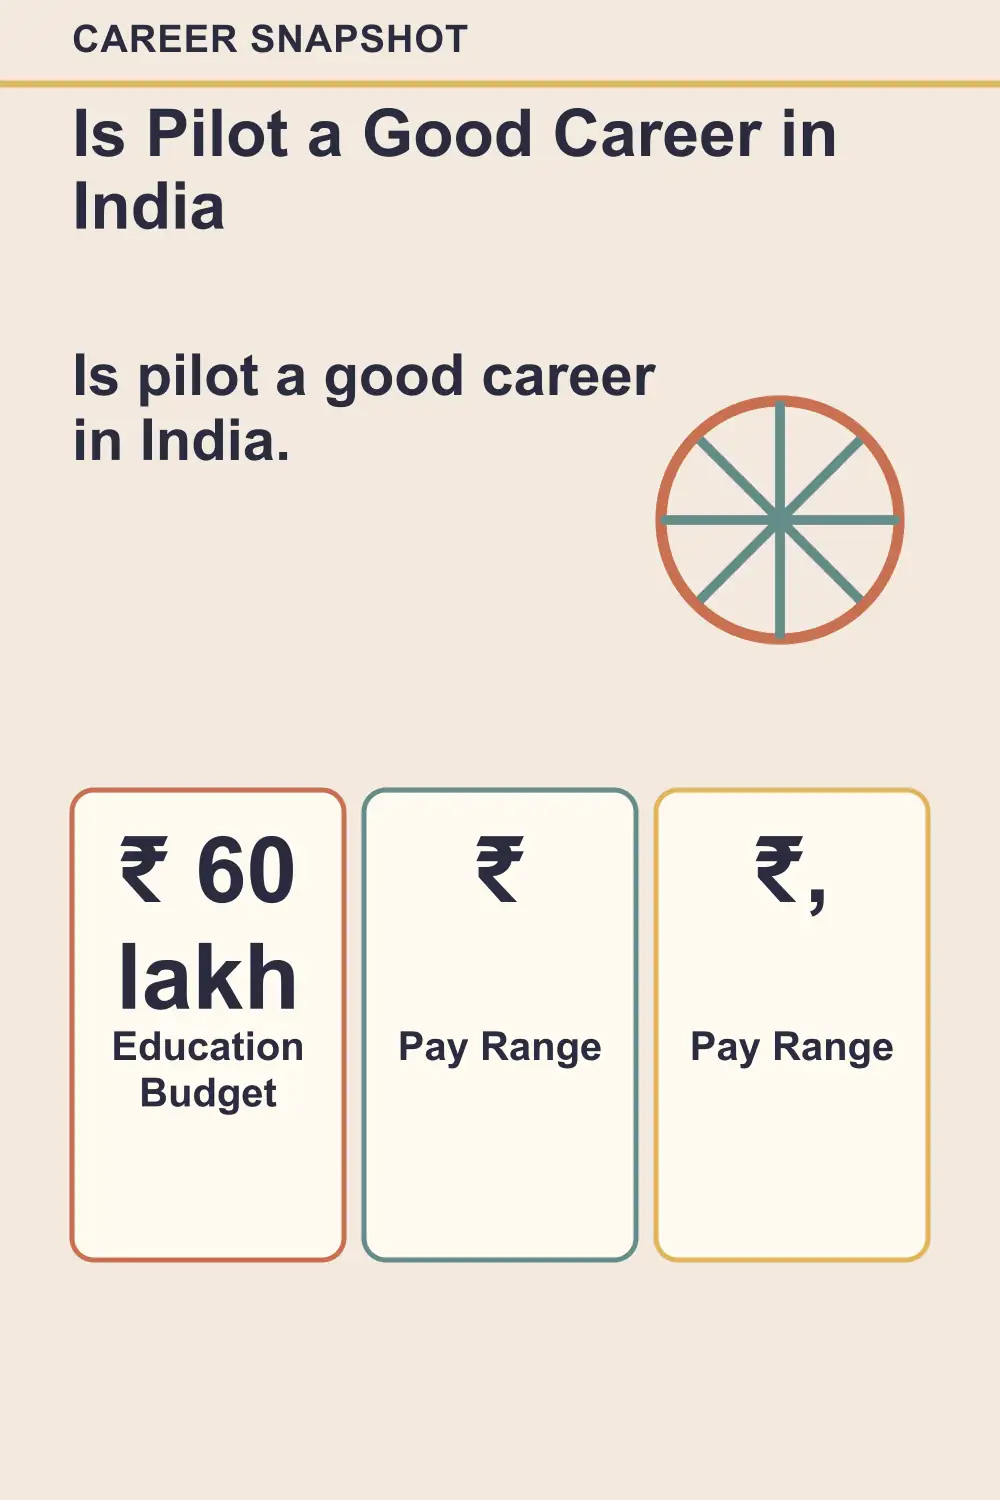 CAREER SNAPSHOT
Is Pilot a Good Career in
India
Is pilot a good career
in India.
₹ 60
lakh
Education
Budget
₹
Pay Range
₹,
Pay Range